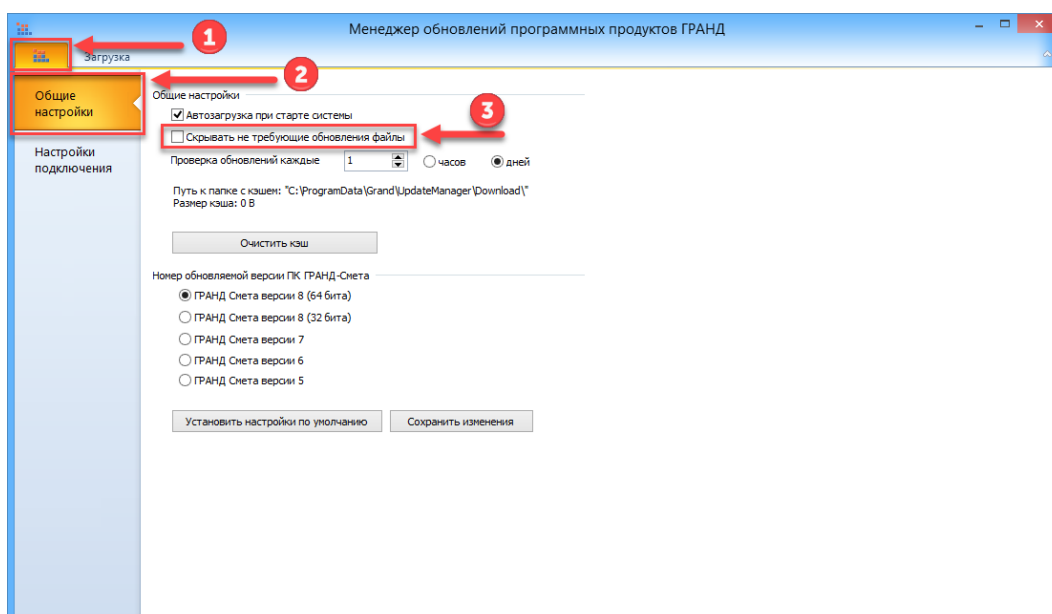 Менеджер обновлений программных продуктов ГРАНД
1
Загрузка
2
Общие
настройки
Общие настройки
Автозагрузка при старте системы
3
Скрывать не требующие обновления файлы
Настройки
подключения
Проверка обновлений каждые 1 часов дней
Путь к папке с кэшем: "C:\ProgramData\Grand\UpdateManager\Download\"
Размер кэша: 0 B
Очистить кэш
Номер обновляемой версии ПК ГРАНД-Смета
ГРАНД Смета версии 8 (64 бита)
ГРАНД Смета версии 8 (32 бита)
ГРАНД Смета версии 7
ГРАНД Смета версии 6
ГРАНД Смета версии 5
Установить настройки по умолчанию Сохранить изменения